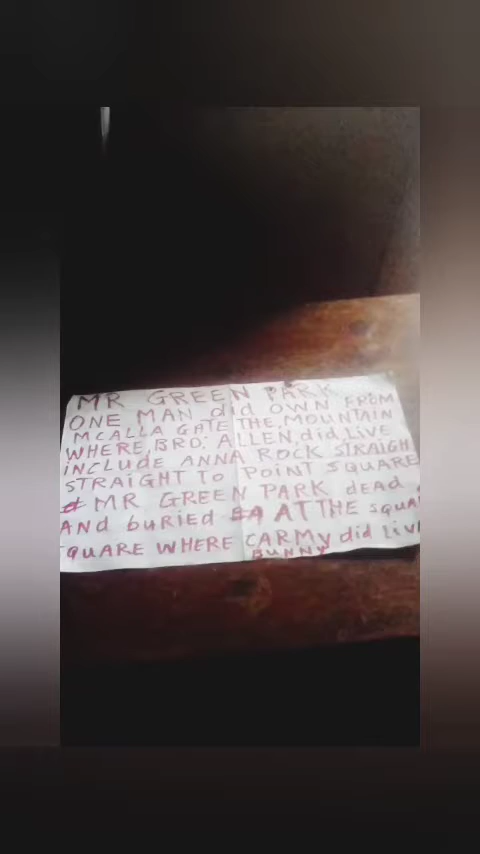 MR GREEN PARK
ONE MAN did OWN FROM
MCALLA GATE THE, MOUNTAIN
WHERE, BRO: ALLEN, did, LIVE
INCLUDE ANNA ROCK STRAIGH
STRAIGHT TO POINT SQUARE
MR GREEN PARK dead
AND buried AT THE squa
QUARE WHERE CARMY did Liv
BUNNY